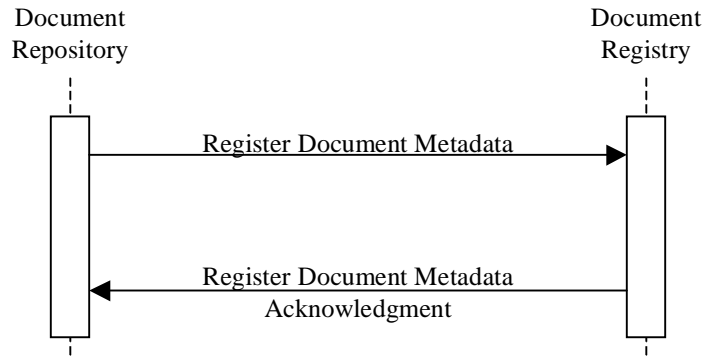 Document
Repository
Document
Registry
Register Document Metadata
Register Document Metadata
Acknowledgment